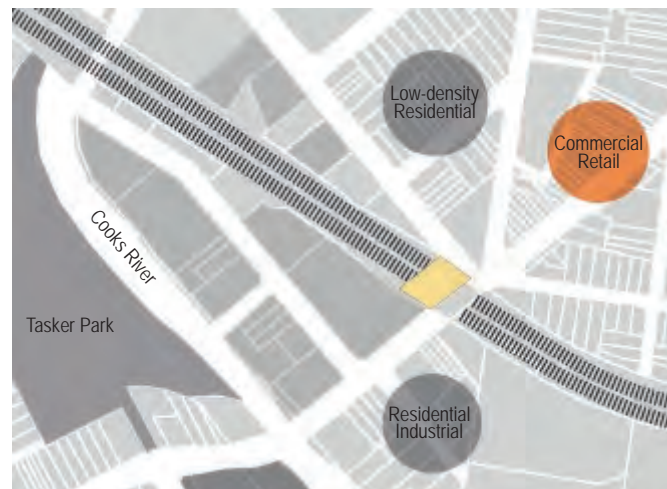 Low-density
Residential
Commercial
Retail
Cooks River
Tasker Park
Residential
Industrial